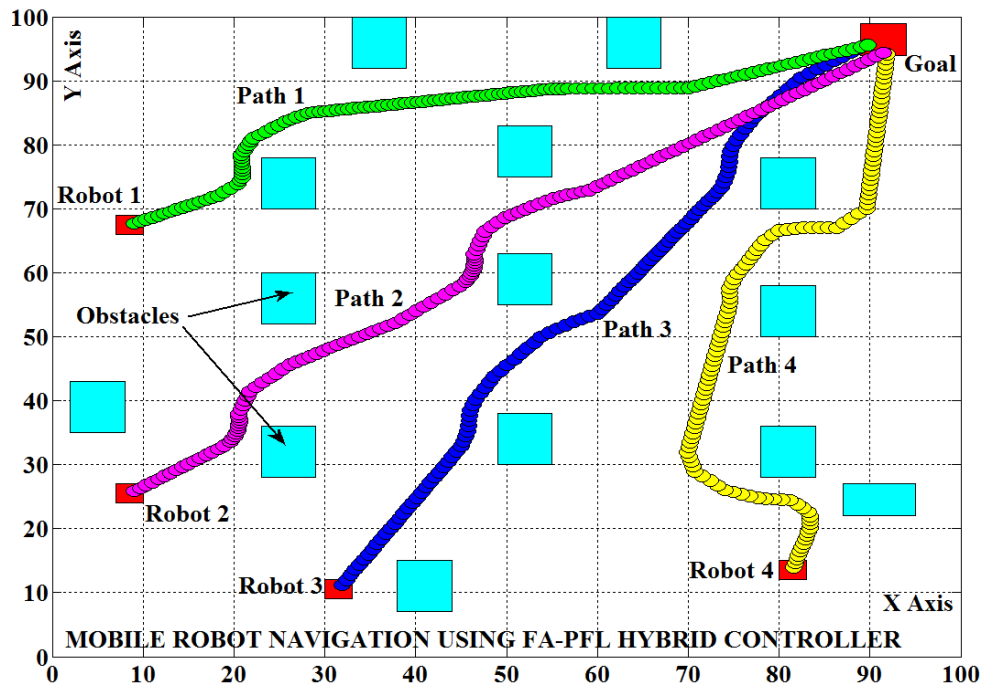 100
90
80
70
60
50
40
30
20
10
0
Y Axis
Goal
Path 1
Robot 1
Path 2
Obstacles
Path 3
Path 4
Robot 2
Robot 3
Robot 4
X Axis
MOBILE ROBOT NAVIGATION USING FA-PFL HYBRID CONTROLLER
0 10 20 30 40 50 60 70 80 90 100